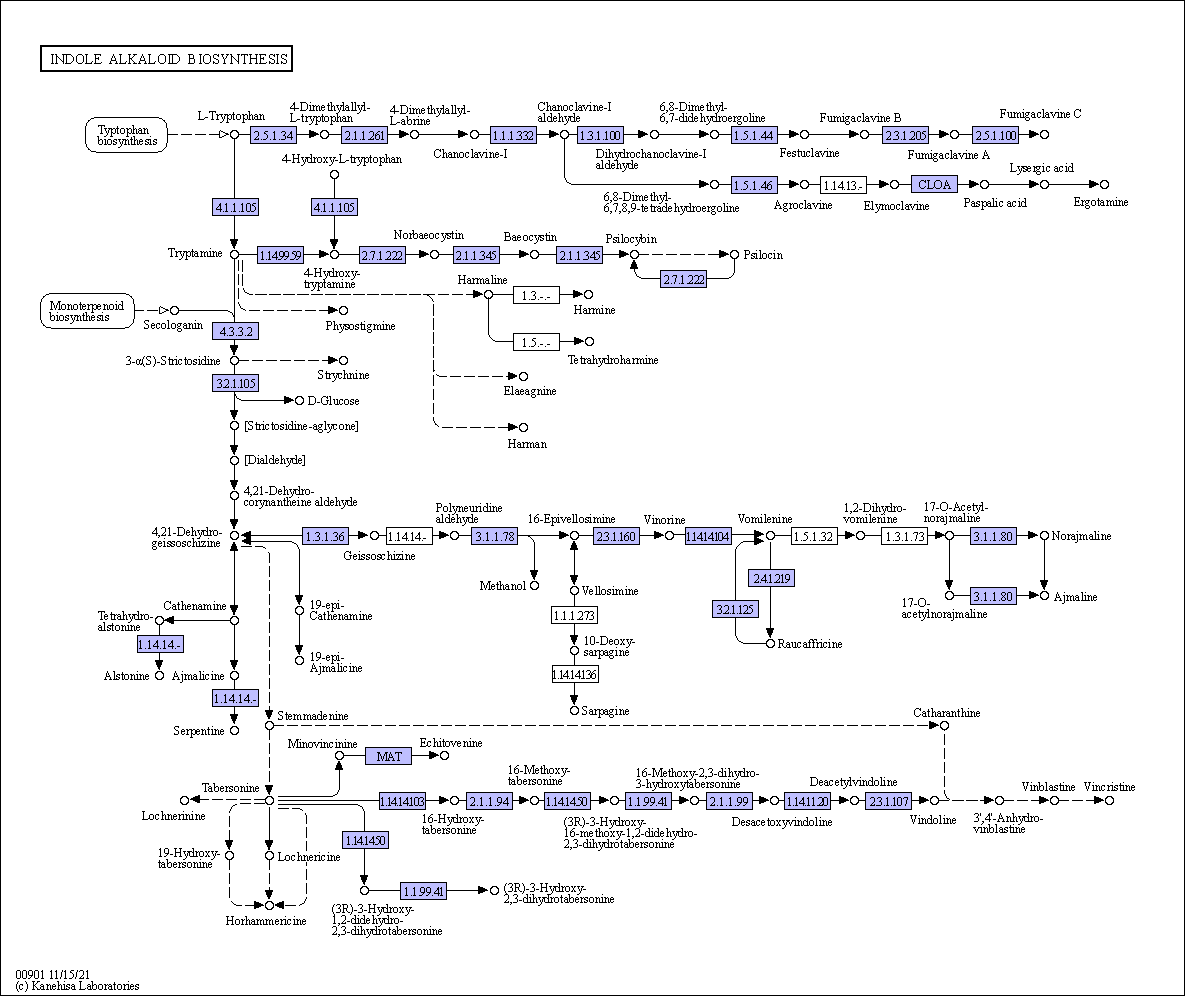 INDOLE ALKALOID BIOSYNTHESIS
L-Tryptophan
4-Dimethylallyl-
L-tryptophan
4-Dimethylallyl-
L-abrine
Chanoclavine-I
aldehyde
6,8-Dimethyl-
6,7-didehydroergoline
Fumigaclavine B
Fumigaclavine C
Typtophan
biosynthesis
2.5.1.34
2.1.1.261
1.1.1.332
1.3.1.100
1.5.1.44
2.3.1.205
2.5.1.100
Chanoclavine-I
Dihydrochanoclavine-I
aldehyde
Festuclavine
Fumigaclavine A
4-Hydroxy-L-tryptophan
Lysergic acid
1.5.1.46
1.14.13.-
CLOA
6,8-Dimethyl-
6,7,8,9-tetradehydroergoline
Agroclavine
Elymoclavine
Paspalic acid
Ergotamine
4.1.1.105
4.1.1.105
Norbaeocystin
Baeocystin
Psilocybin
Tryptamine
1.14.99.59
2.7.1.222
2.1.1.345
2.1.1.345
Psilocin
4-Hydroxy-
tryptamine
2.7.1.222
Harmaline
1.3.-.-
Harmine
Monoterpenoid
biosynthesis
Secologanin
Physostigmine
4.3.3.2
1.5.-.-
Tetrahydroharmine
3-α(S)-Strictosidine
Strychnine
3.2.1.105
Elaeagnine
D-Glucose
[Strictosidine-aglycone]
Harman
[Dialdehyde]
4,21-Dehydro-
corynantheine aldehyde
4,21-Dehydro-
geissoschizine
1.3.1.36
Geissoschizine
1.14.14.-
Polyneuridine
aldehyde
3.1.1.78
16-Epivellosimine
2.3.1.160
Vinorine
1.14.14.104
Vomilenine
1.5.1.32
1,2-Dihydro-
vomilenine
1.3.1.73
17-O-Acetyl-
norajmaline
3.1.1.80
Norajmaline
Methanol
Vellosimine
2.4.1.219
3.2.1.125
17-O-
acetylnorajmaline
3.1.1.80
Ajmaline
Cathenamine
19-epi-
Cathenamine
Tetrahydro-
alstonine
1.1.1.273
1.14.14.-
10-Deoxy-
sarpagine
Raucaffricine
19-epi-
Ajmalicine
Alstonine
Ajmalicine
1.14.14.136
1.14.14.-
Sarpagine
Serpentine
Stemmadenine
Catharanthine
Minovincinine
MAT
Echitovenine
16-Methoxy-
tabersonine
16-Methoxy-2,3-dihydro-
3-hydroxytabersonine
Deacetylvindoline
Vinblastine
Vincristine
Tabersonine
1.14.14.103
2.1.1.94
1.14.14.50
1.1.99.41
2.1.1.99
1.14.11.20
2.3.1.107
Lochnerinine
16-Hydroxy-
tabersonine
(3R)-3-Hydroxy-
16-methoxy-1,2-didehydro-
2,3-dihydrotabersonine
Desacetoxyvindoline
Vindoline
3',4'-Anhydro-
vinblastine
1.14.14.50
19-Hydroxy-
tabersonine
Lochnericine
1.1.99.41
(3R)-3-Hydroxy-
2,3-dihydrotabersonine
Horhammericine
(3R)-3-Hydroxy-
1,2-didehydro-
2,3-dihydrotabersonine
00901 11/15/21
(c) Kanehisa Laboratories